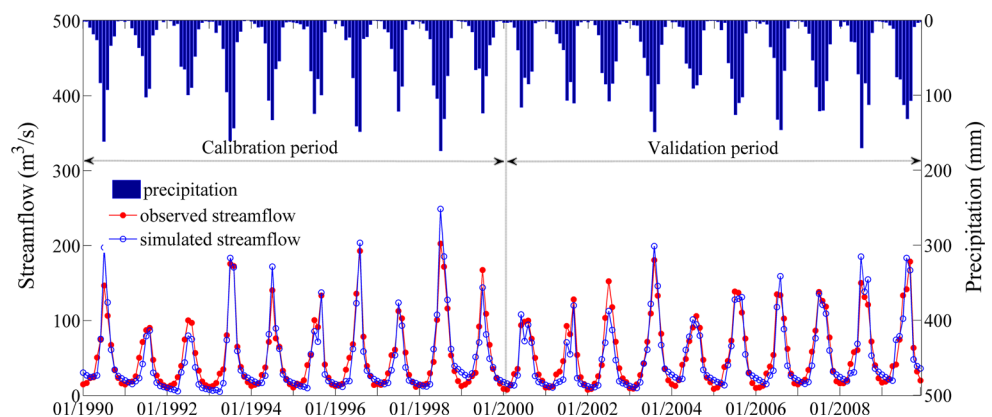 500
400
300
200
100
0
Streamflow (m³/s)
0
100
200
300
400
500
Precipitation (mm)
Calibration period
Validation period
precipitation
observed streamflow
simulated streamflow
01/1990 01/1992 01/1994 01/1996 01/1998 01/2000 01/2002 01/2004 01/2006 01/2008